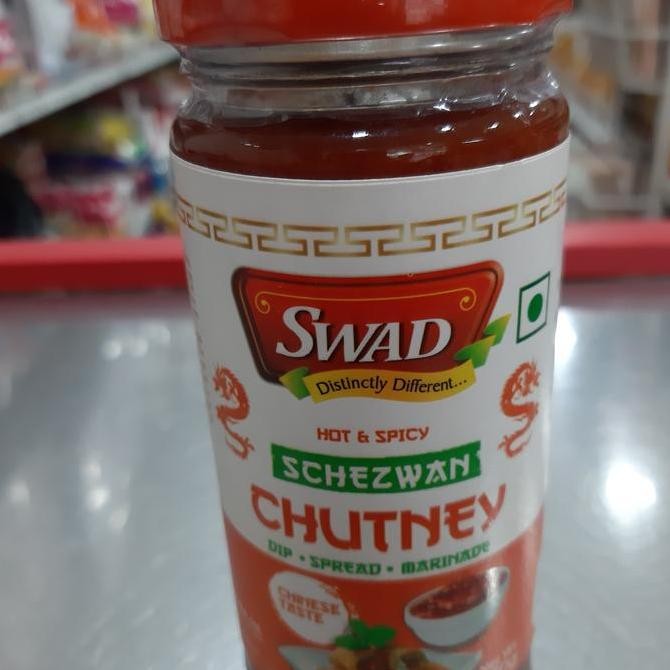 SWAD
Distinctly Different...
HOT & SPICY
SCHEZWAN
CHUTNEY
DIP • SPREAD • MARINADE
CHINESE
TASTE